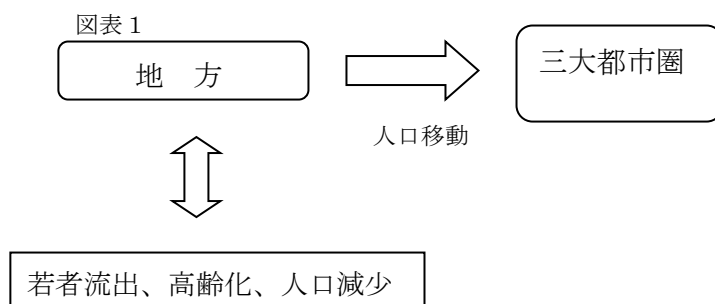 図表１
地　方
三大都市圏
人口移動
若者流出、高齢化、人口減少